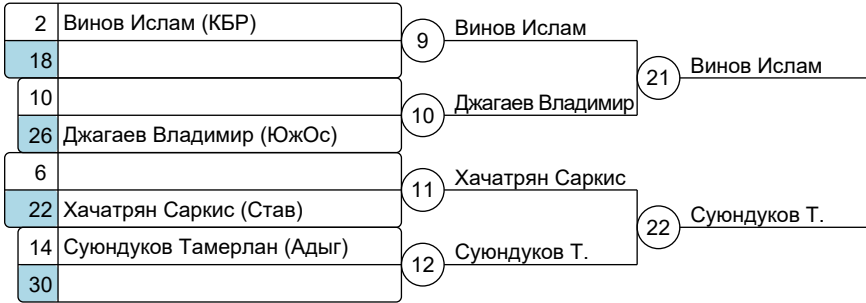 2 Винов Ислам (КБР)
18
10
26 Джагаев Владимир (ЮжОс)
6
22 Хачатрян Саркис (Став)
14 Суюндуков Тамерлан (Адыг)
30
9 Винов Ислам
10 Джагаев Владимир
11 Хачатрян Саркис
12 Суюндуков Т.
21 Винов Ислам
22 Суюндуков Т.